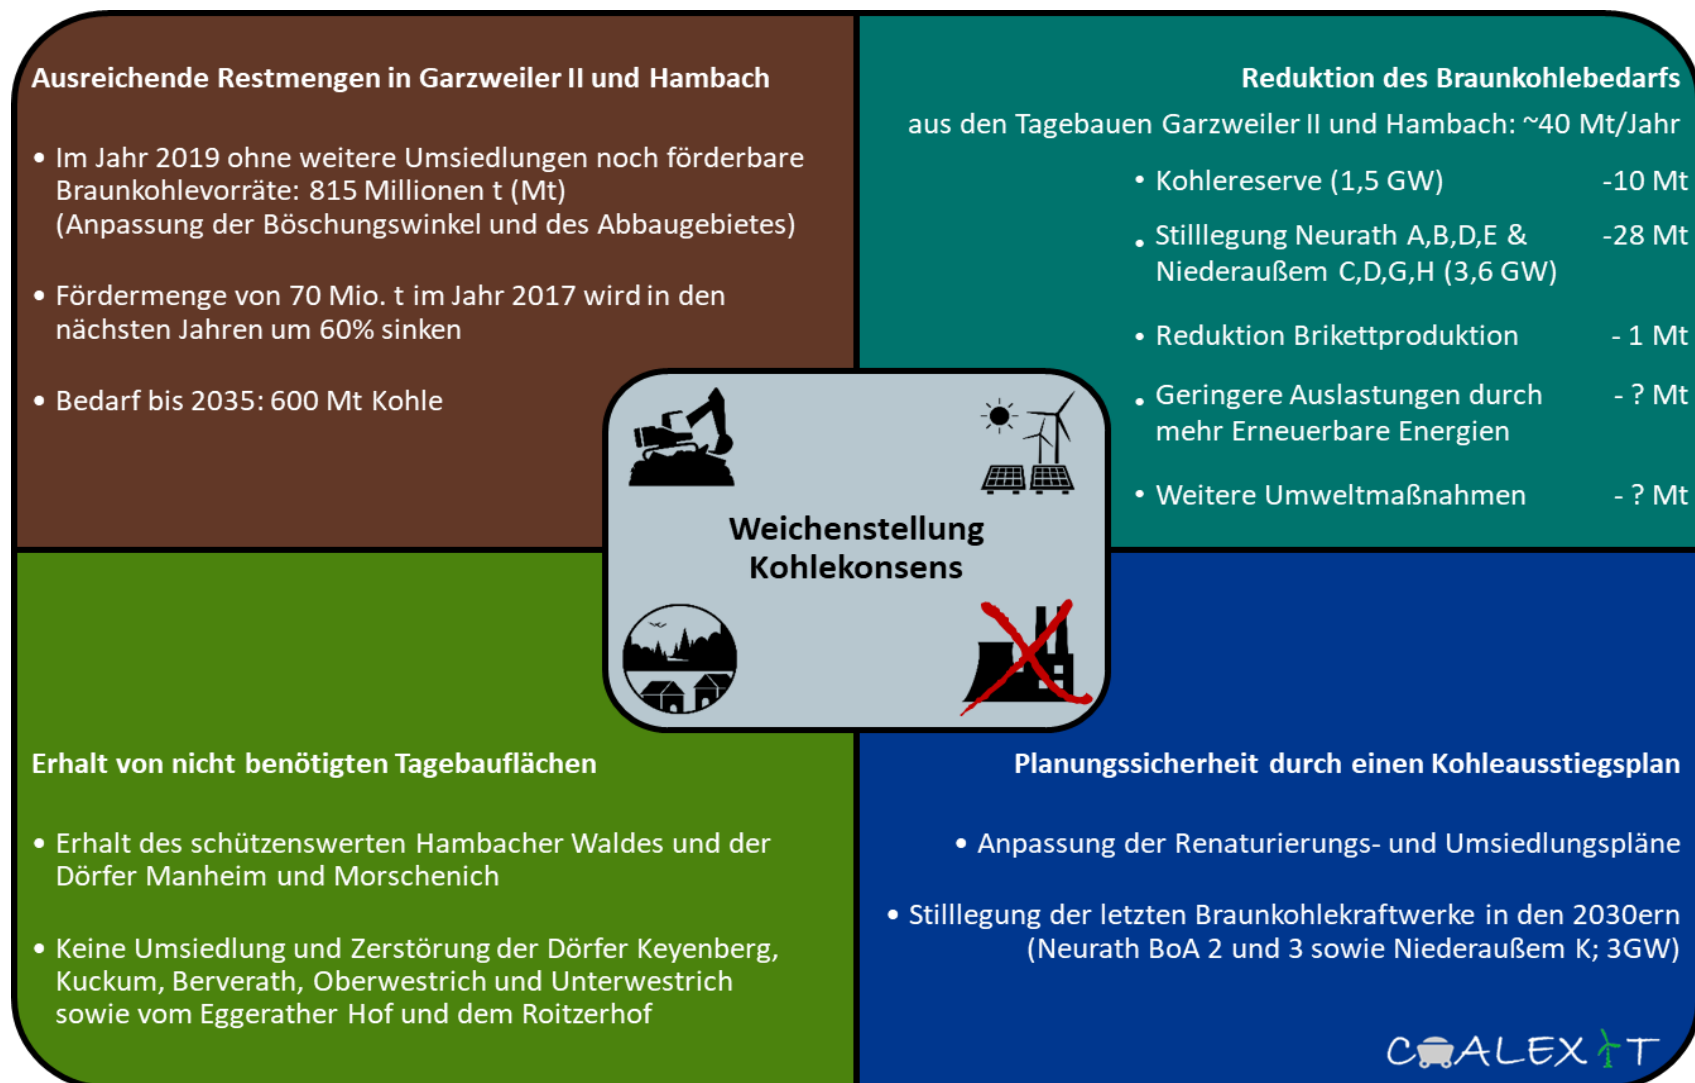 Ausreichende Restmengen in Garzweiler II und Hambach
• Im Jahr 2019 ohne weitere Umsiedlungen noch förderbare
Braunkohlevorräte: 815 Millionen t (Mt)
(Anpassung der Böschungswinkel und des Abbaugebietes)
• Fördermenge von 70 Mio. t im Jahr 2017 wird in den
nächsten Jahren um 60% sinken
• Bedarf bis 2035: 600 Mt Kohle
Reduktion des Braunkohlebedarfs
aus den Tagebauen Garzweiler II und Hambach: ~40 Mt/Jahr
• Kohlereserve (1,5 GW) -10 Mt
• Stilllegung Neurath A,B,D,E & -28 Mt
Niederaußem C,D,G,H (3,6 GW)
• Reduktion Brikettproduktion - 1 Mt
• Geringere Auslastungen durch - ? Mt
mehr Erneuerbare Energien
• Weitere Umweltmaßnahmen - ? Mt
Weichenstellung
Kohlekonsens
Erhalt von nicht benötigten Tagebauflächen
• Erhalt des schützenswerten Hambacher Waldes und der
Dörfer Manheim und Morschenich
• Keine Umsiedlung und Zerstörung der Dörfer Keyenberg,
Kuckum, Berverath, Oberwestrich und Unterwestrich
sowie vom Eggerather Hof und dem Roitzerhof
Planungssicherheit durch einen Kohleausstiegsplan
• Anpassung der Renaturierungs- und Umsiedlungspläne
• Stilllegung der letzten Braunkohlekraftwerke in den 2030ern
(Neurath BoA 2 und 3 sowie Niederaußem K; 3GW)
COALEXIT